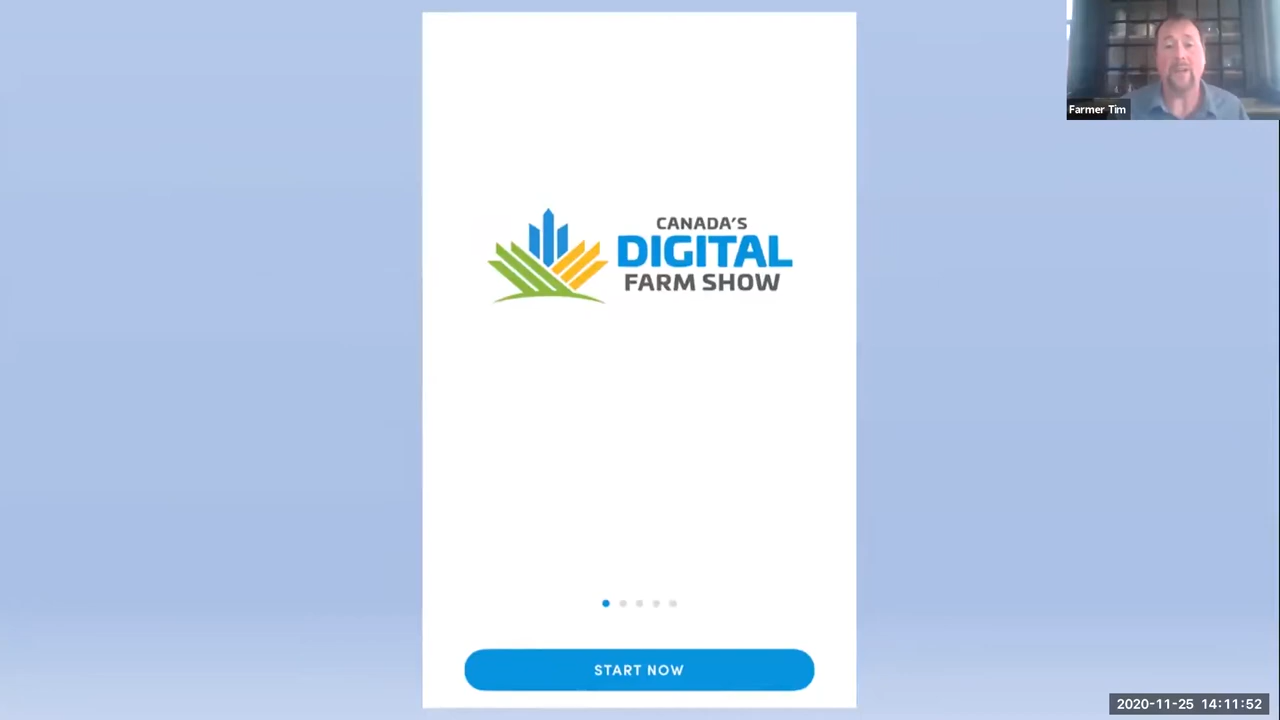 CANADA'S
DIGITAL
FARM SHOW
Farmer Tim
START NOW
2020-11-25 14:11:52